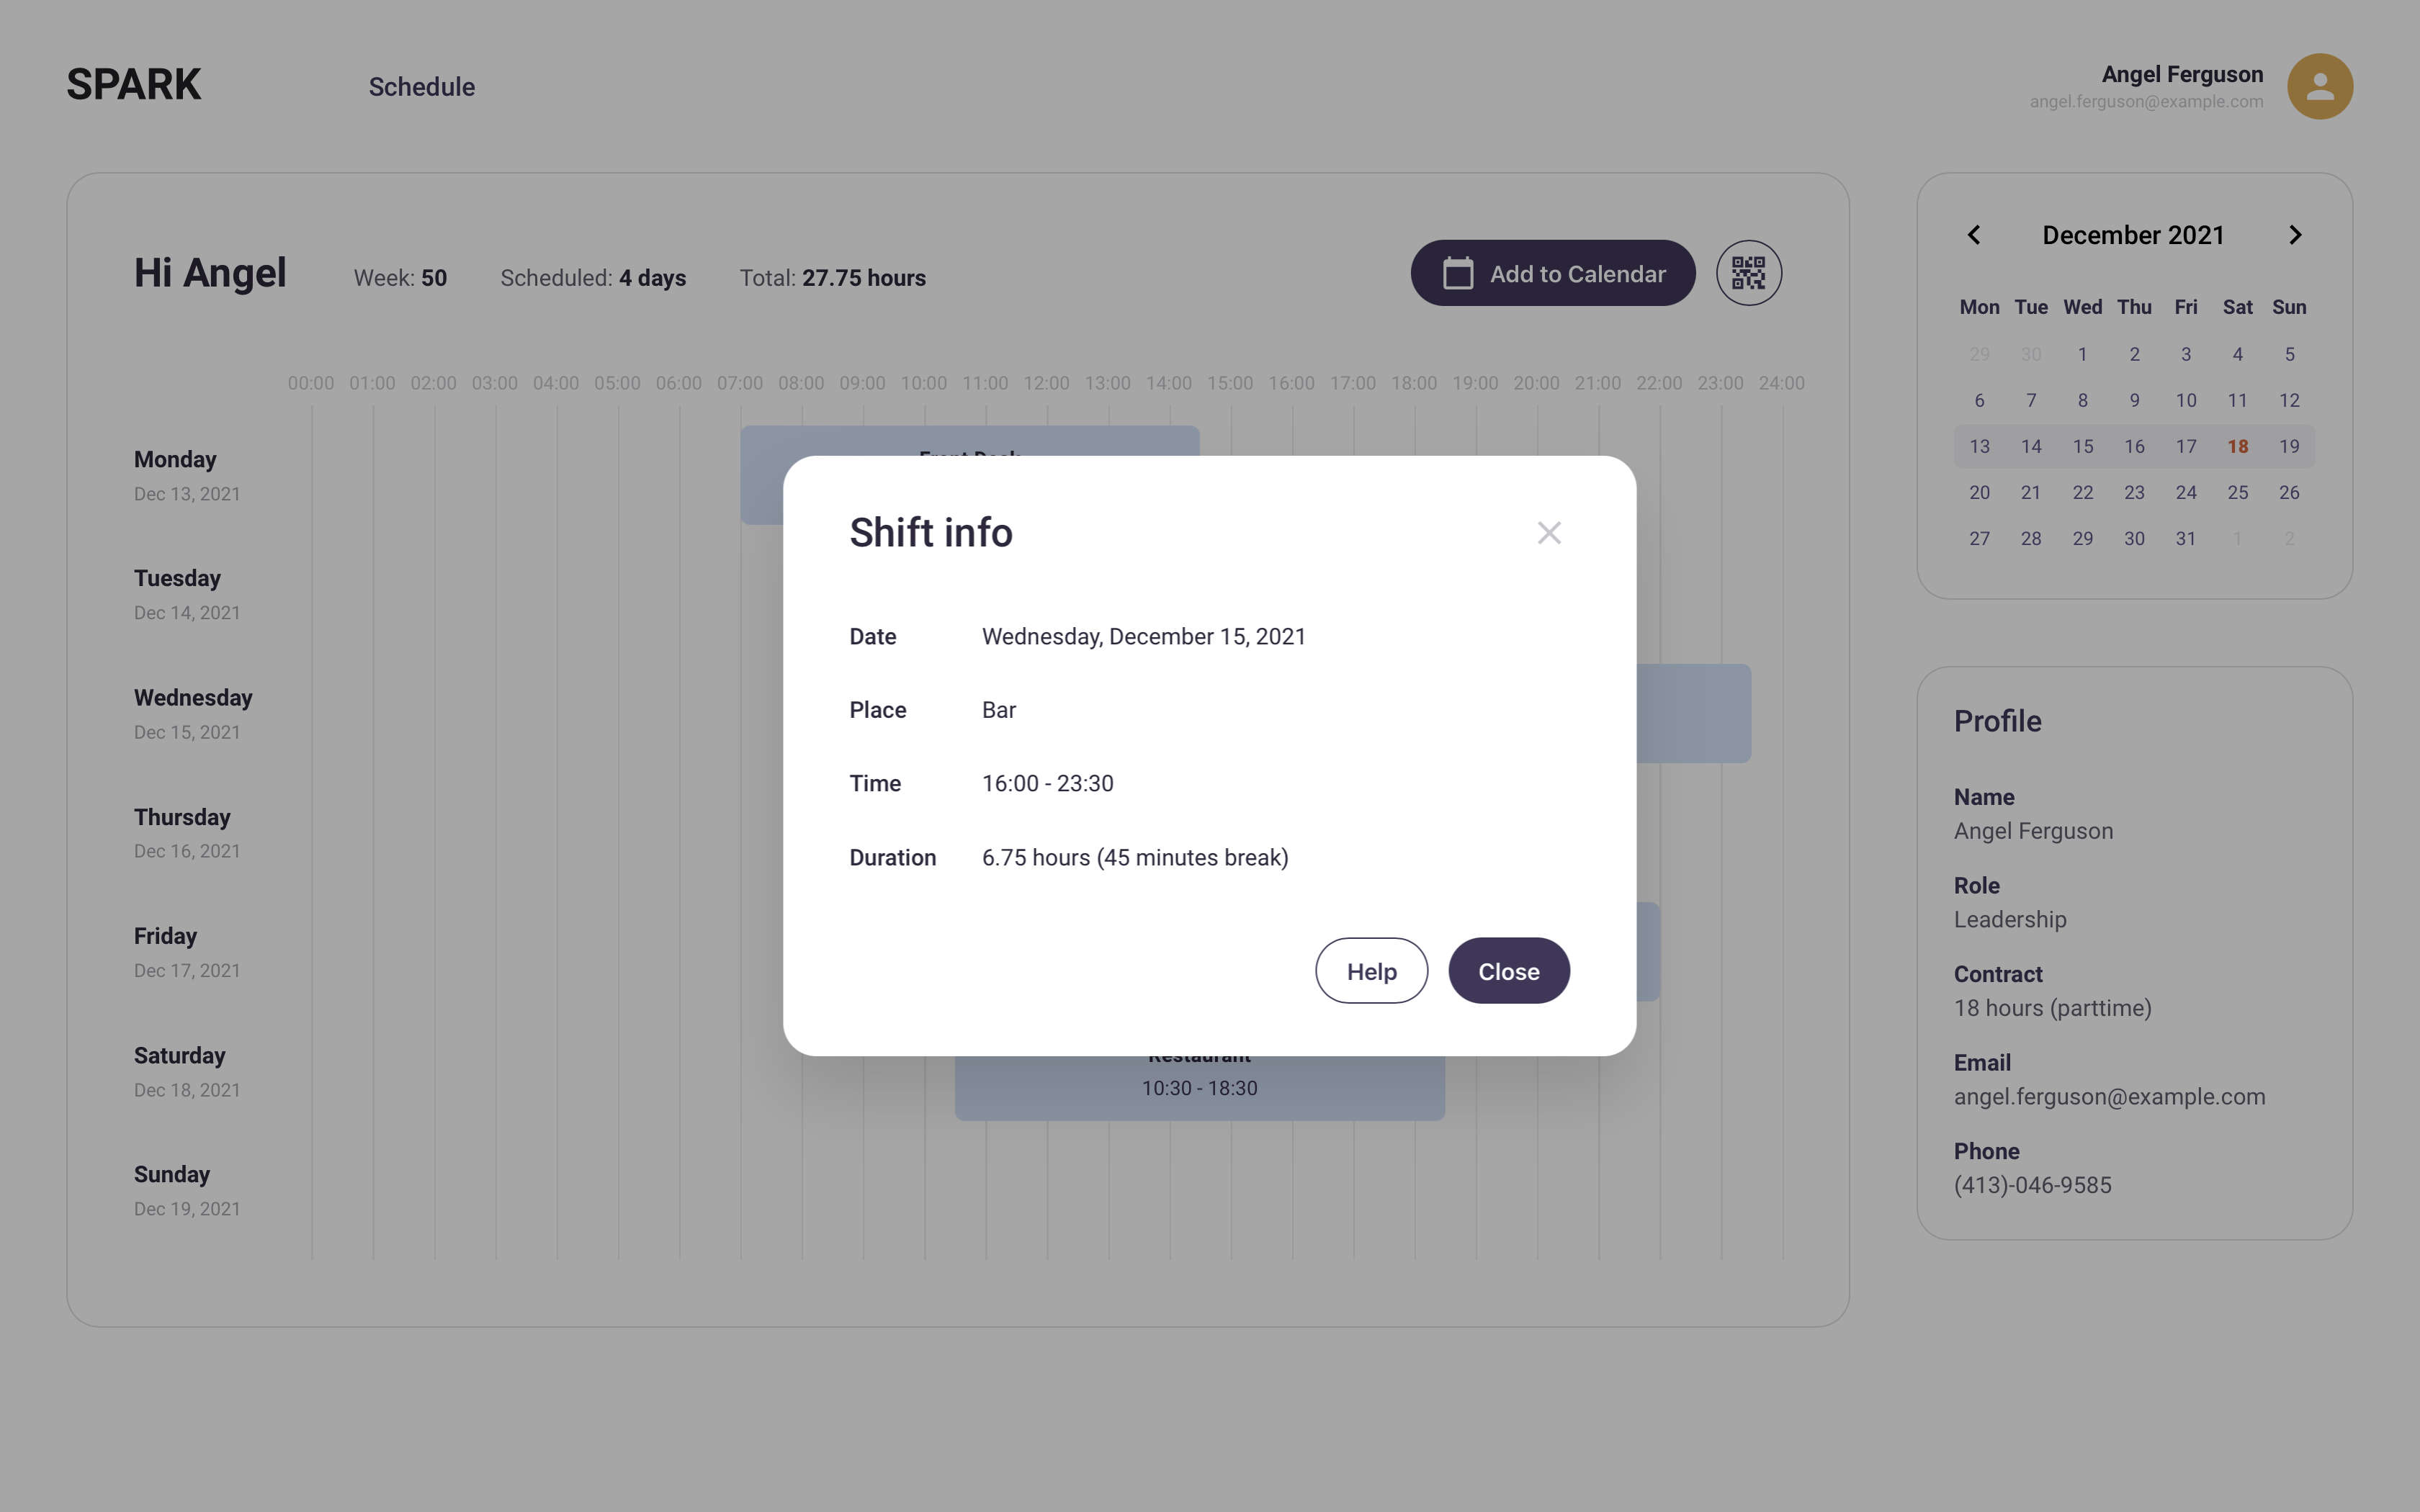 SPARK
Schedule
Angel Ferguson
angel.ferguson@example.com
Hi Angel
Week: 50
Scheduled: 4 days
Total: 27.75 hours
Add to Calendar
00:00 01:00 02:00 03:00 04:00 05:00 06:00 07:00 08:00 09:00 10:00 11:00 12:00 13:00 14:00 15:00 16:00 17:00 18:00 19:00 20:00 21:00 22:00 23:00 24:00
Monday
Dec 13, 2021
Front Desk
Tuesday
Dec 14, 2021
Wednesday
Dec 15, 2021
Thursday
Dec 16, 2021
Friday
Dec 17, 2021
Saturday
Dec 18, 2021
Restaurant
10:30 - 18:30
Sunday
Dec 19, 2021
Shift info
Date Wednesday, December 15, 2021
Place Bar
Time 16:00 - 23:30
Duration 6.75 hours (45 minutes break)
Help
Close
December 2021
Mon Tue Wed Thu Fri Sat Sun
29 30 1 2 3 4 5
6 7 8 9 10 11 12
13 14 15 16 17 18 19
20 21 22 23 24 25 26
27 28 29 30 31 1 2
Profile
Name
Angel Ferguson
Role
Leadership
Contract
18 hours (parttime)
Email
angel.ferguson@example.com
Phone
(413)-046-9585